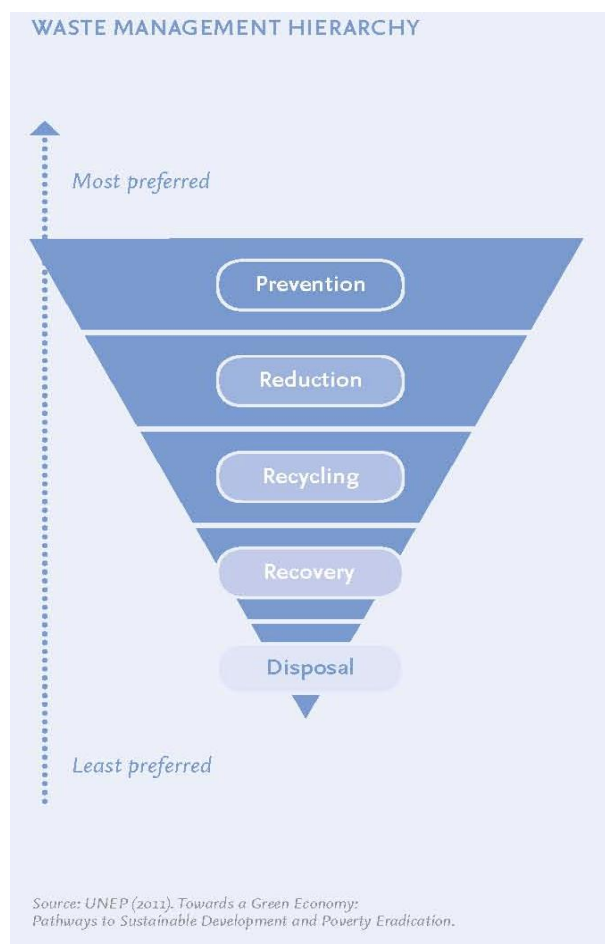 WASTE MANAGEMENT HIERARCHY
Most preferred
Prevention
Reduction
Recycling
Recovery
Disposal
Least preferred
Source: UNEP (2011). Towards a Green Economy:
Pathways to Sustainable Development and Poverty Eradication.